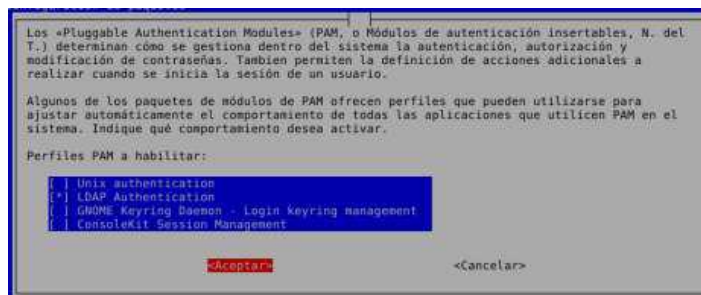 Configuración de paquetes
Los «Pluggable Authentication Modules» (PAM, o Módulos de autenticación insertables, N. del
T.) determinan cómo se gestiona dentro del sistema la autenticación, autorización y
modificación de contraseñas. Tambien permiten la definición de acciones adicionales a
realizar cuando se inicia la sesión de un usuario.
Algunos de los paquetes de módulos de PAM ofrecen perfiles que pueden utilizarse para
ajustar automáticamente el comportamiento de todas las aplicaciones que utilicen PAM en el
sistema. Indique qué comportamiento desea activar.
Perfiles PAM a habilitar:
[ ] Unix authentication
[*] LDAP Authentication
[ ] GNOME Keyring Daemon - Login keyring management
[ ] ConsoleKit Session Management
<Aceptar>
<Cancelar>